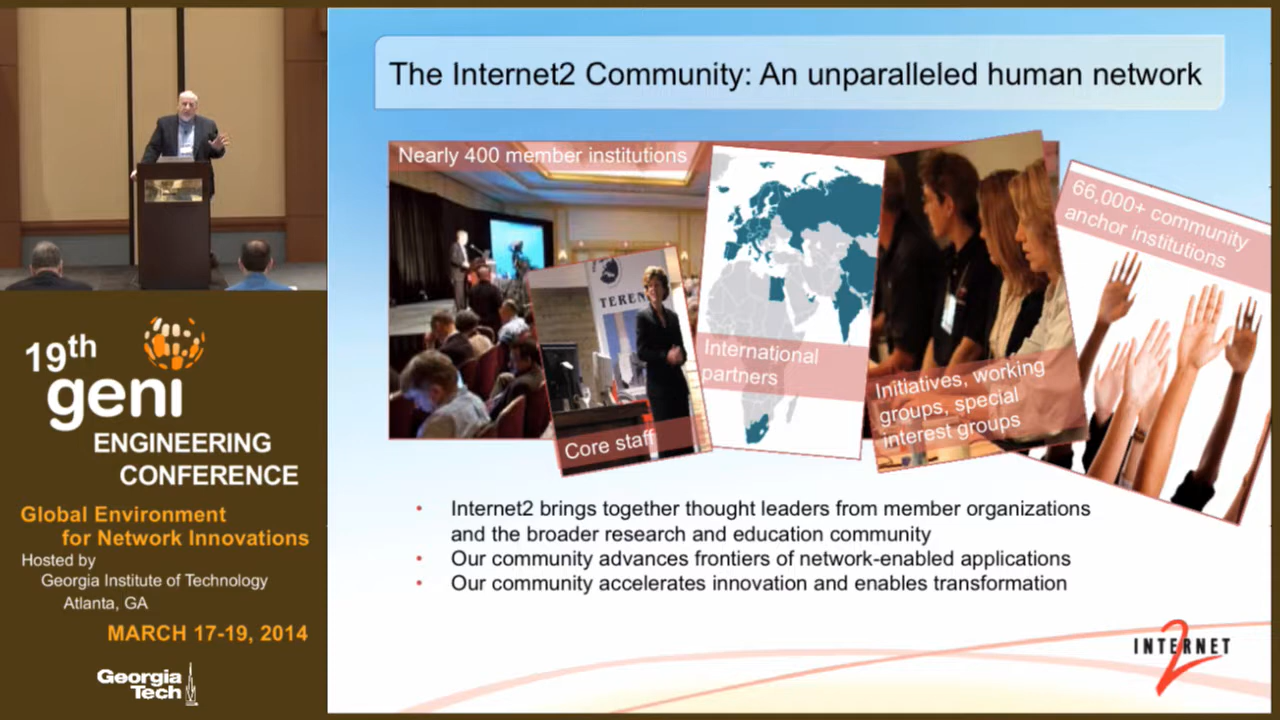 The Internet2 Community: An unparalleled human network
Nearly 400 member institutions
66,000+ community
anchor institutions
TEREN
International
partners
Initiatives, working
groups, special
interest groups
Core staff
• Internet2 brings together thought leaders from member organizations
and the broader research and education community
• Our community advances frontiers of network-enabled applications
• Our community accelerates innovation and enables transformation
INTERNET
2
19th
geni
ENGINEERING
CONFERENCE
Global Environment
for Network Innovations
Hosted by
Georgia Institute of Technology
Atlanta, GA
MARCH 17-19, 2014
Georgia
Tech